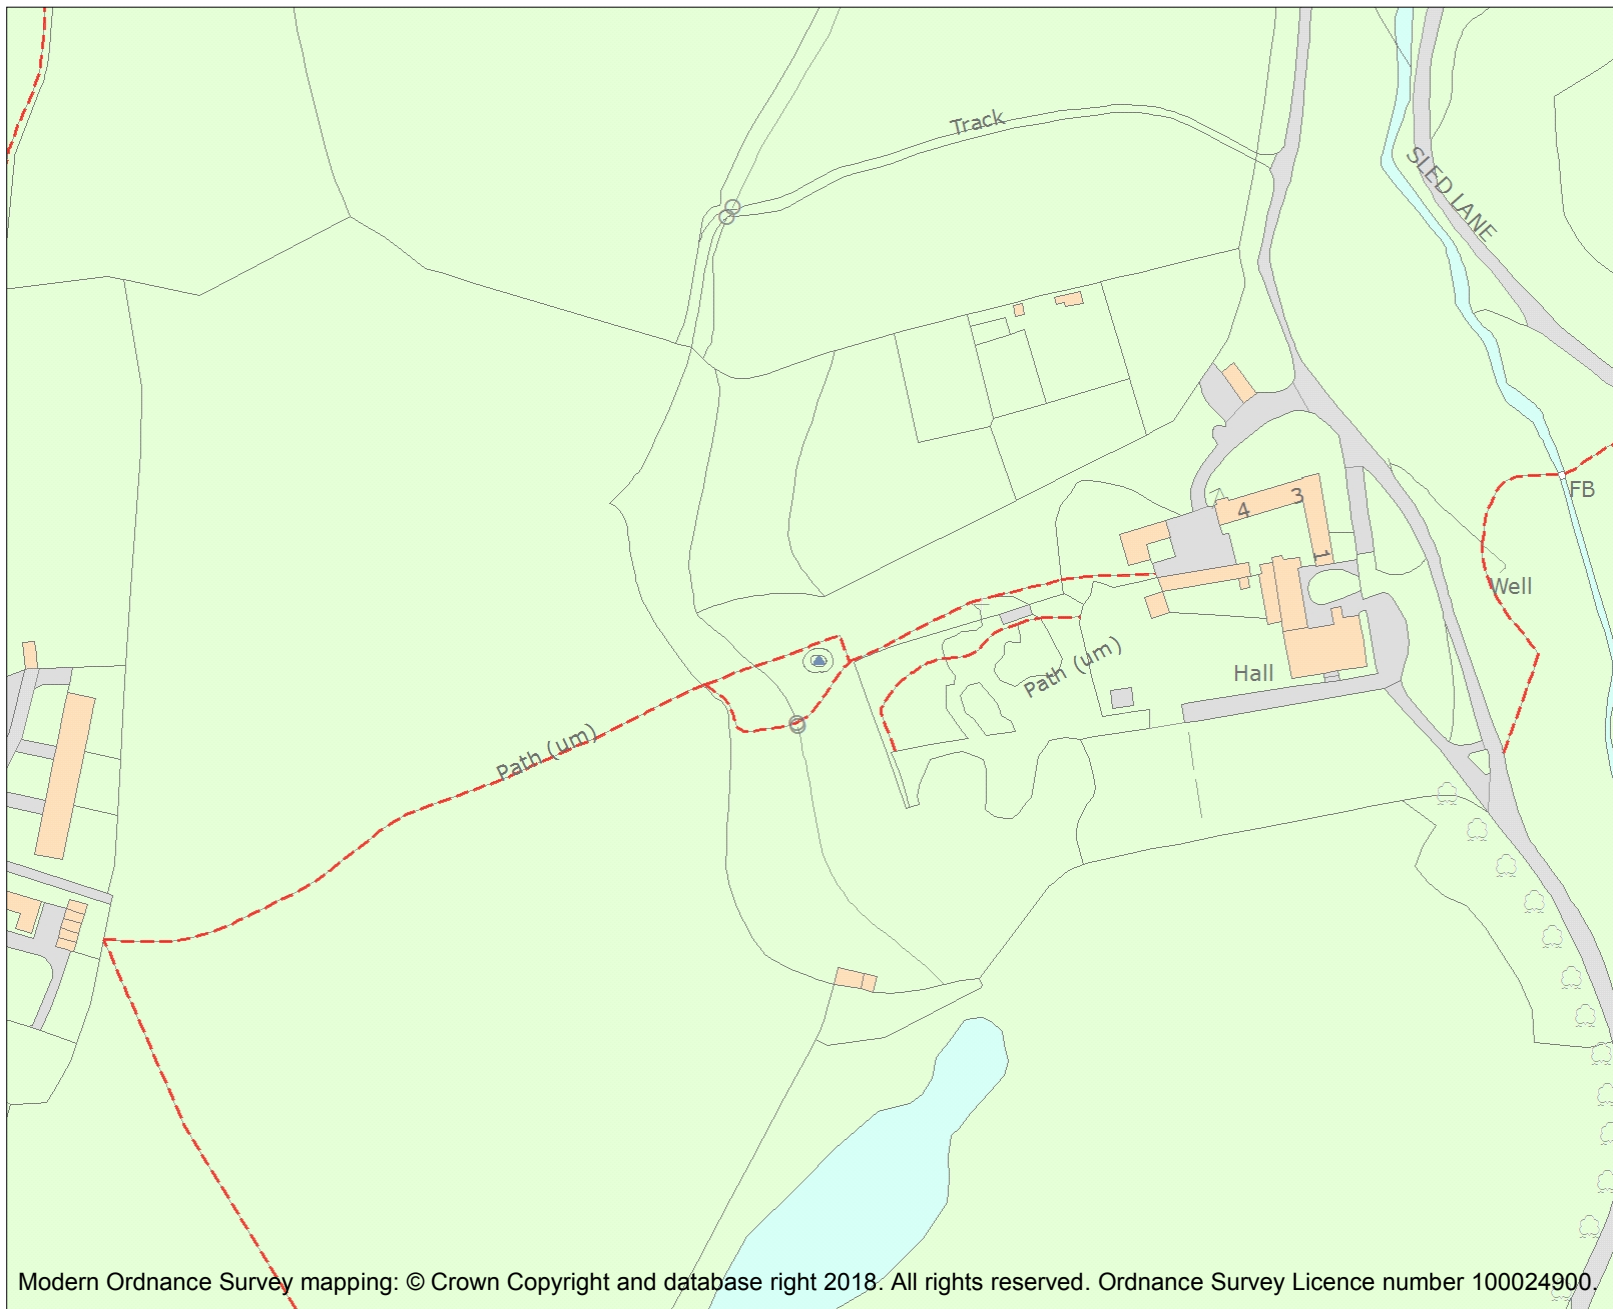 Track
SLED LANE
FB
3
4
1
Well
Path (um)
Hall
Path (um)
Modern Ordnance Survey mapping: © Crown Copyright and database right 2018. All rights reserved. Ordnance Survey Licence number 100024900.